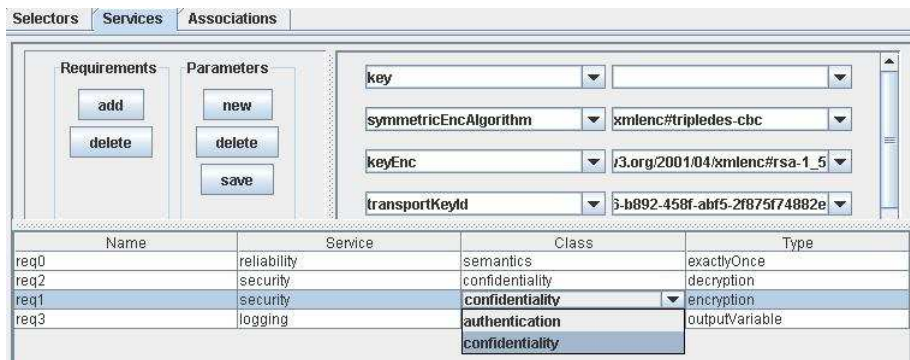 Selectors Services Associations
Requirements Parameters
add new
delete delete
save
key
symmetricEncAlgorithm xmlenc#tripledes-cbc
keyEnc /3.org/2001/04/xmlenc#rsa-1_5
transportKeyId -b892-458f-abf5-2f875f74882e
Name Service Class Type
req0 reliability semantics exactlyOnce
req2 security confidentiality decryption
req1 security confidentiality encryption
req3 logging authentication outputVariable
confidentiality